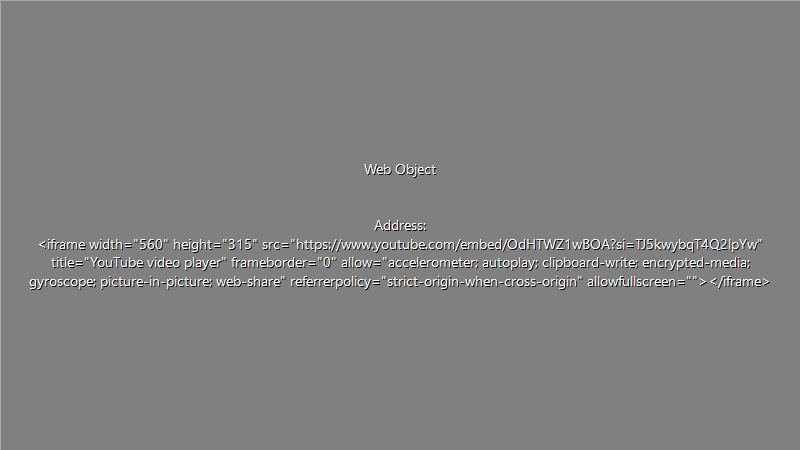 Web Object
Address:
<iframe width="560" height="315" src="https://www.youtube.com/embed/OdHTWZ1wBOA?si=TJ5kwybqT4Q2IpYw"
title="YouTube video player" frameborder="0" allow="accelerometer; autoplay; clipboard-write; encrypted-media;
gyroscope; picture-in-picture; web-share" referrerpolicy="strict-origin-when-cross-origin" allowfullscreen=""></iframe>